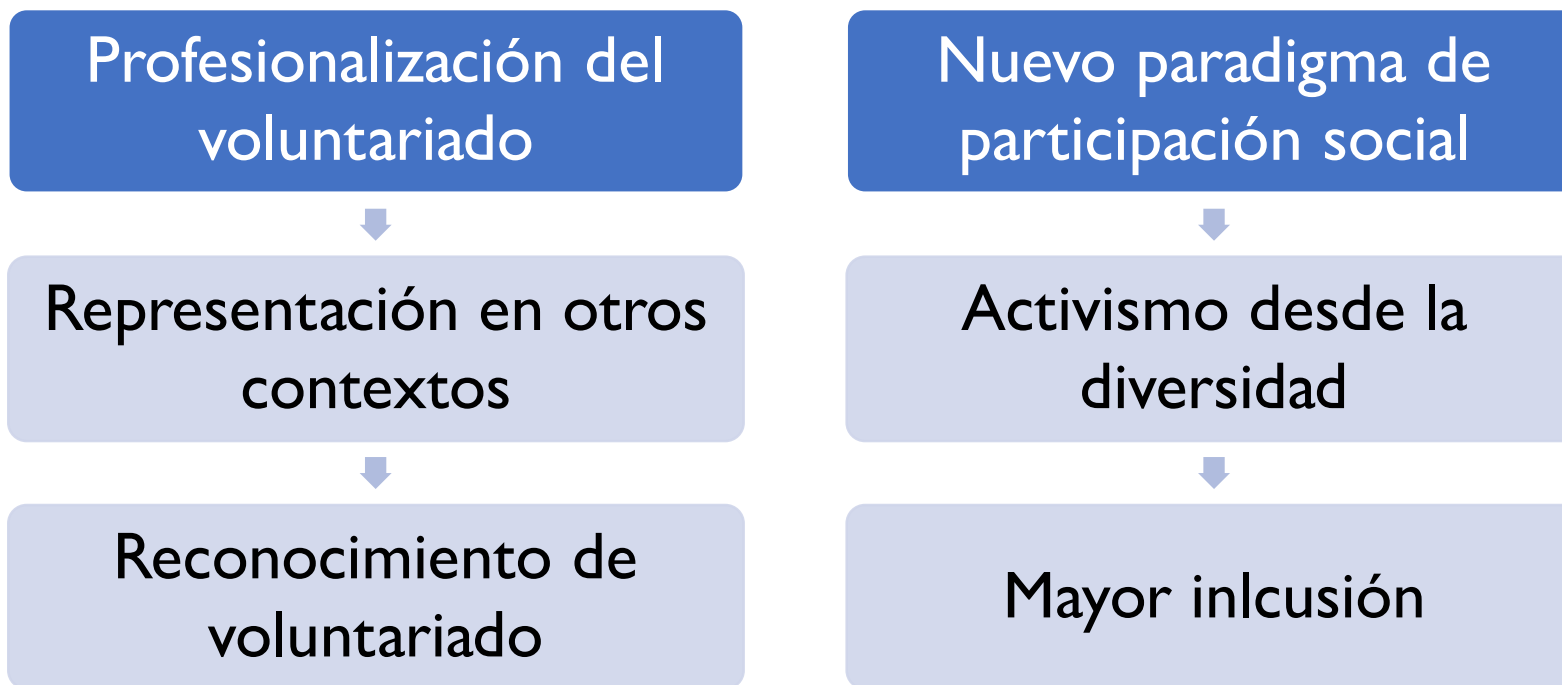 Profesionalización del
voluntariado
Representación en otros
contextos
Reconocimiento de
voluntariado
Nuevo paradigma de
participación social
Activismo desde la
diversidad
Mayor inlcusión